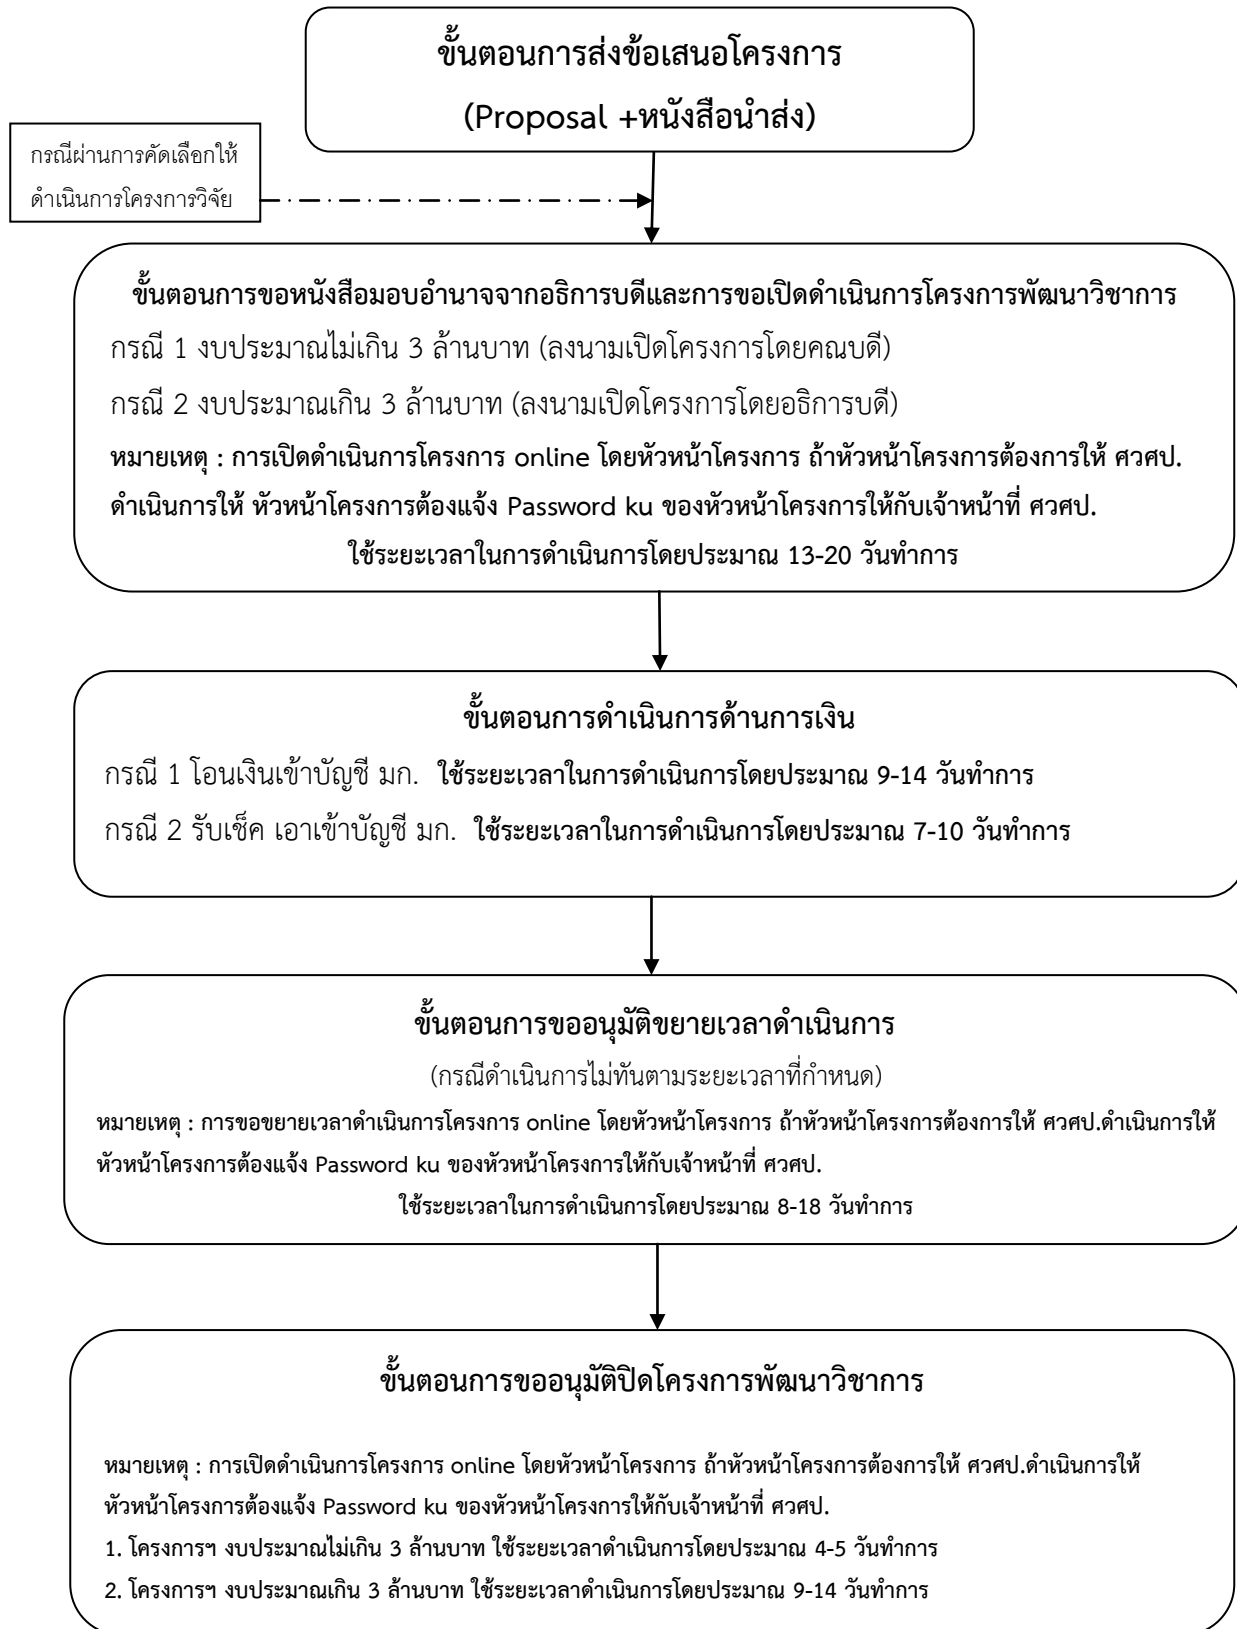 ขั้นตอนการส่งข้อเสนอโครงการ
(Proposal +หนังสือนำส่ง)
กรณีผ่านการคัดเลือกให้
ดำเนินการโครงการวิจัย
ขั้นตอนการขอหนังสือมอบอำนาจจากอธิการบดีและการขอเปิดดำเนินการโครงการพัฒนาวิชาการ
กรณี 1 งบประมาณไม่เกิน 3 ล้านบาท (ลงนามเปิดโครงการโดยคณบดี)
กรณี 2 งบประมาณเกิน 3 ล้านบาท (ลงนามเปิดโครงการโดยอธิการบดี)
หมายเหตุ : การเปิดดำเนินการโครงการ online โดยหัวหน้าโครงการ ถ้าหัวหน้าโครงการต้องการให้ ศวศป.
ดำเนินการให้ หัวหน้าโครงการต้องแจ้ง Password ku ของหัวหน้าโครงการให้กับเจ้าหน้าที่ ศวศป.
ใช้ระยะเวลาในการดำเนินการโดยประมาณ 13-20 วันทำการ
ขั้นตอนการดำเนินการด้านการเงิน
กรณี 1 โอนเงินเข้าบัญชี มก. ใช้ระยะเวลาในการดำเนินการโดยประมาณ 9-14 วันทำการ
กรณี 2 รับเช็ค เอาเข้าบัญชี มก. ใช้ระยะเวลาในการดำเนินการโดยประมาณ 7-10 วันทำการ
ขั้นตอนการขออนุมัติขยายเวลาดำเนินการ
(กรณีดำเนินการไม่ทันตามระยะเวลาที่กำหนด)
หมายเหตุ : การขอขยายเวลาดำเนินการโครงการ online โดยหัวหน้าโครงการ ถ้าหัวหน้าโครงการต้องการให้ ศวศป.ดำเนินการให้
หัวหน้าโครงการต้องแจ้ง Password ku ของหัวหน้าโครงการให้กับเจ้าหน้าที่ ศวศป.
ใช้ระยะเวลาในการดำเนินการโดยประมาณ 8-18 วันทำการ
ขั้นตอนการขออนุมัติปิดโครงการพัฒนาวิชาการ
หมายเหตุ : การเปิดดำเนินการโครงการ online โดยหัวหน้าโครงการ ถ้าหัวหน้าโครงการต้องการให้ ศวศป.ดำเนินการให้
หัวหน้าโครงการต้องแจ้ง Password ku ของหัวหน้าโครงการให้กับเจ้าหน้าที่ ศวศป.
1. โครงการฯ งบประมาณไม่เกิน 3 ล้านบาท ใช้ระยะเวลาดำเนินการโดยประมาณ 4-5 วันทำการ
2. โครงการฯ งบประมาณเกิน 3 ล้านบาท ใช้ระยะเวลาดำเนินการโดยประมาณ 9-14 วันทำการ